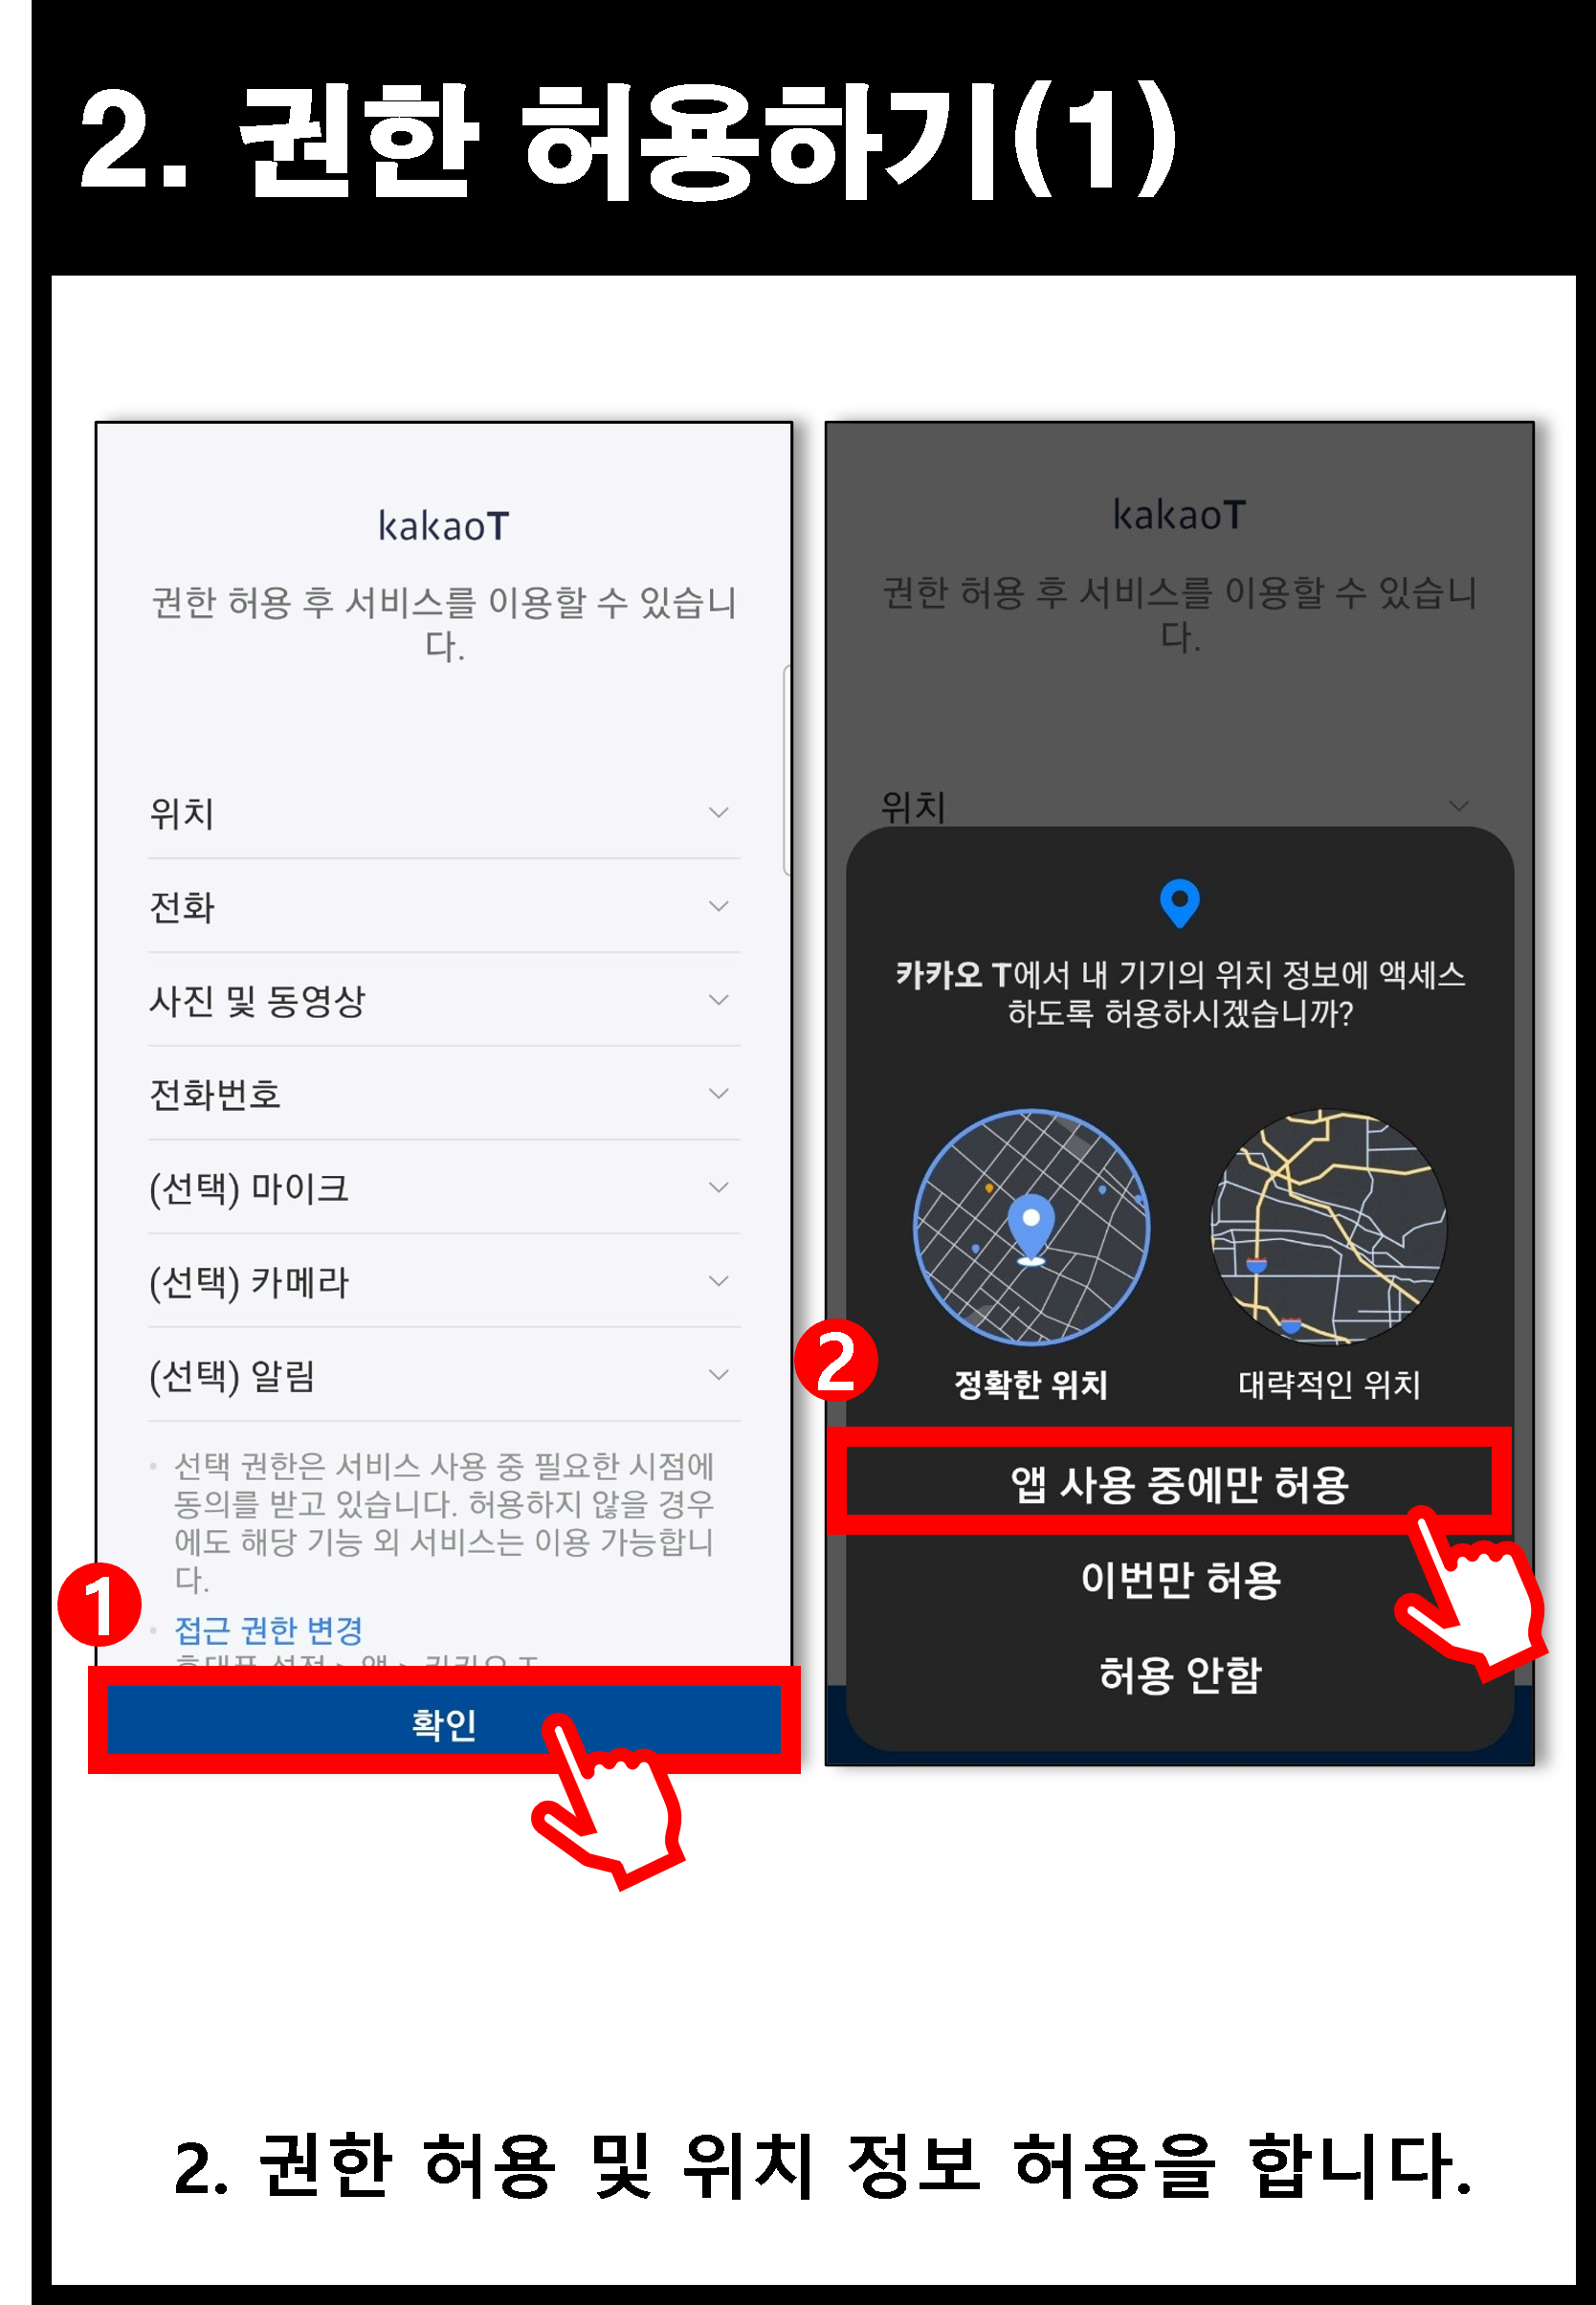 2. 권한 허용하기(1)
kakaoT
권한 허용 후 서비스를 이용할 수 있습니
다.
위치
전화
사진 및 동영상
전화번호
(선택) 마이크
(선택) 카메라
(선택) 알림
선택 권한은 서비스 사용 중 필요한 시점에
동의를 받고 있습니다. 허용하지 않을 경우
에도 해당 기능 외 서비스는 이용 가능합니
다.
1
접근 권한 변경
휴대폰 설정 > 앱 > 카카오 T
확인
kakaoT
권한 허용 후 서비스를 이용할 수 있습니
다.
위치
카카오 T에서 내 기기의 위치 정보에 액세스
하도록 허용하시겠습니까?
2
정확한 위치 대략적인 위치
앱 사용 중에만 허용
이번만 허용
허용 안함
2. 권한 허용 및 위치 정보 허용을 합니다.